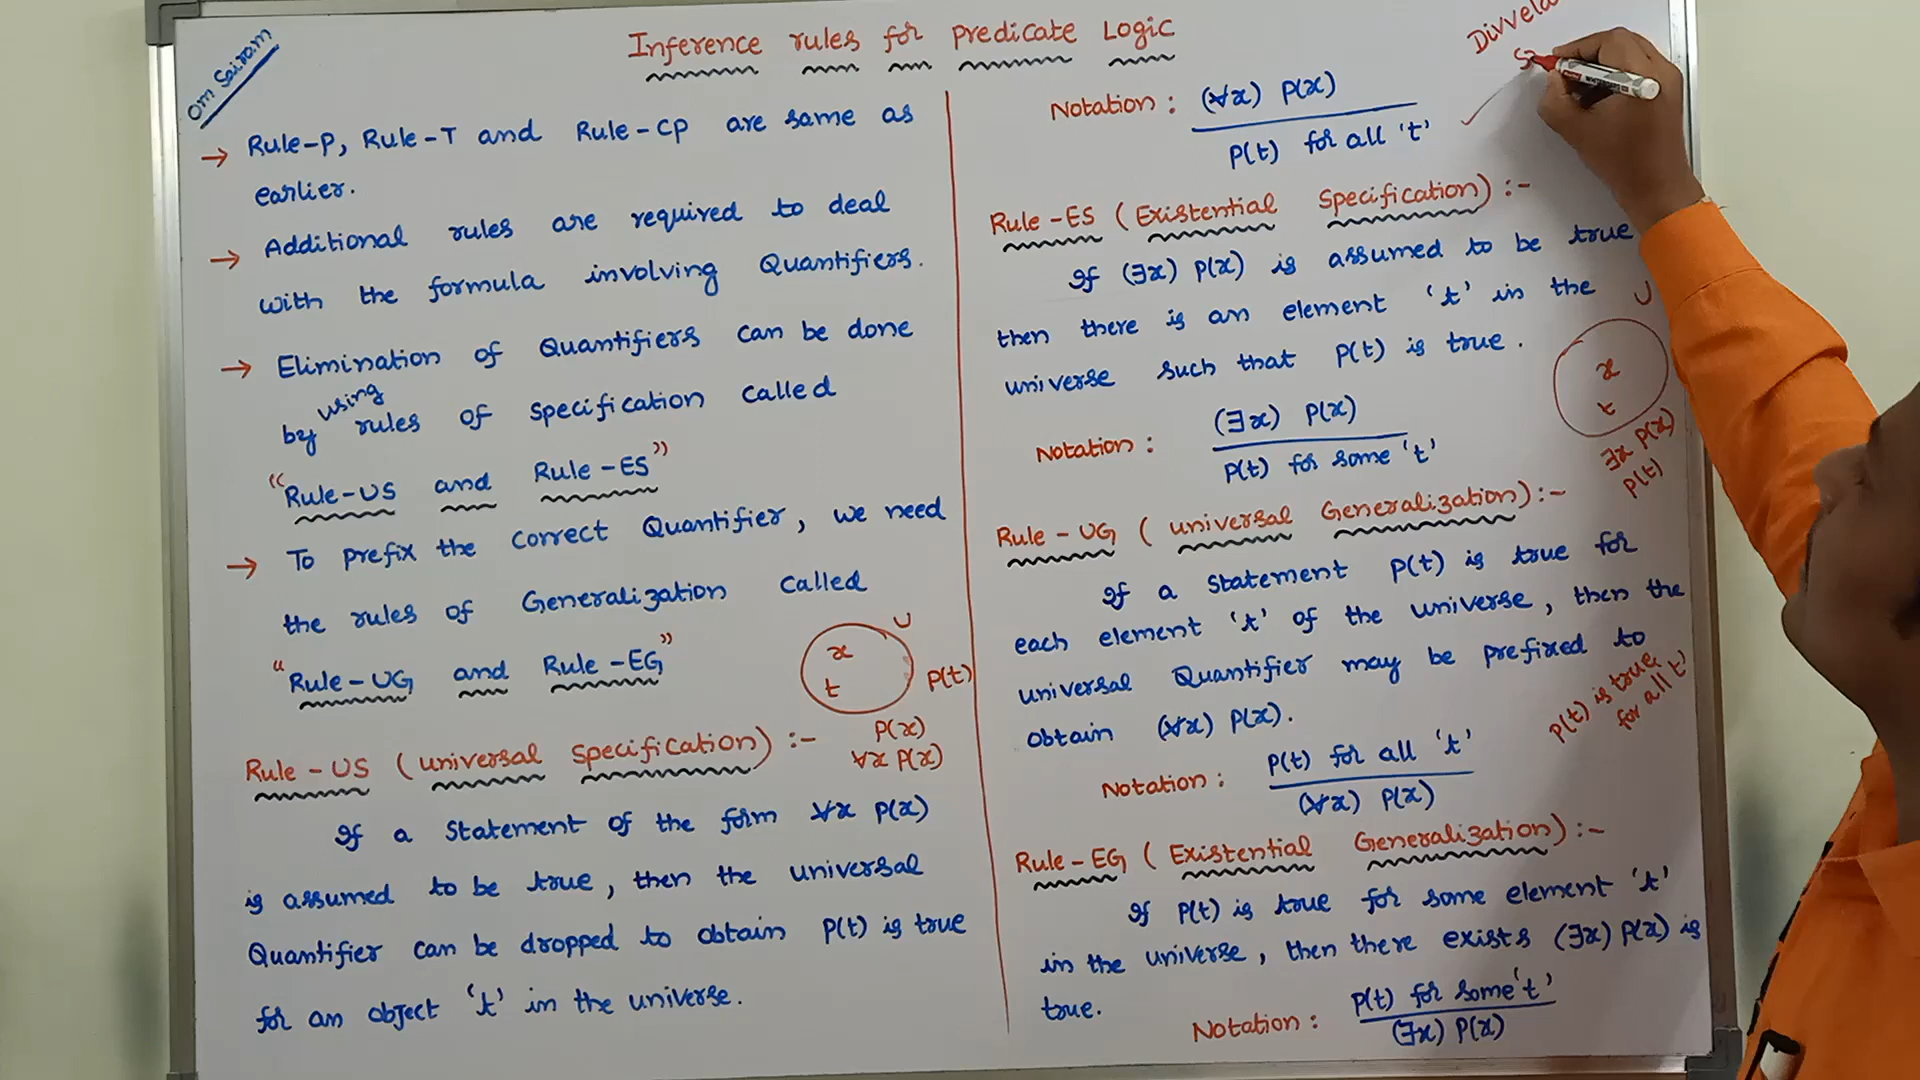 Om Sairam
Inference rules for predicate Logic
→ Rule-P, Rule-T and Rule-CP are same as
earlier.
→ Additional rules are required to deal
with the formula involving Quantifiers.
→ Elimination of Quantifiers can be done
by using rules of specification called
"Rule-US and Rule-ES"
→ To prefix the correct Quantifier, we need
the rules of Generalization called
"Rule-UG and Rule-EG"
U
x
t
P(t)
P(x)
∀x P(x)
Rule-US (universal specification) :-
If a statement of the form ∀x P(x)
is assumed to be true, then the universal
Quantifier can be dropped to obtain P(t) is true
for an object 't' in the universe.
Divvela
Notation : (∀x) P(x)
P(t) for all 't'
Rule-ES (Existential Specification) :-
If (∃x) P(x) is assumed to be true
then there is an element 't' in the
universe such that P(t) is true.
U
x
t
∃x P(x)
P(t)
Notation : (∃x) P(x)
P(t) for some 't'
Rule-UG (universal Generalization) :-
If a statement P(t) is true for
each element 't' of the universe, then the
universal Quantifier may be prefixed to
obtain (∀x) P(x).
P(t) is true
for all 't'
Notation : P(t) for all 't'
(∀x) P(x)
Rule-EG (Existential Generalization) :-
If P(t) is true for some element 't'
in the universe, then there exists (∃x) P(x) is
true.
Notation : P(t) for some 't'
(∃x) P(x)